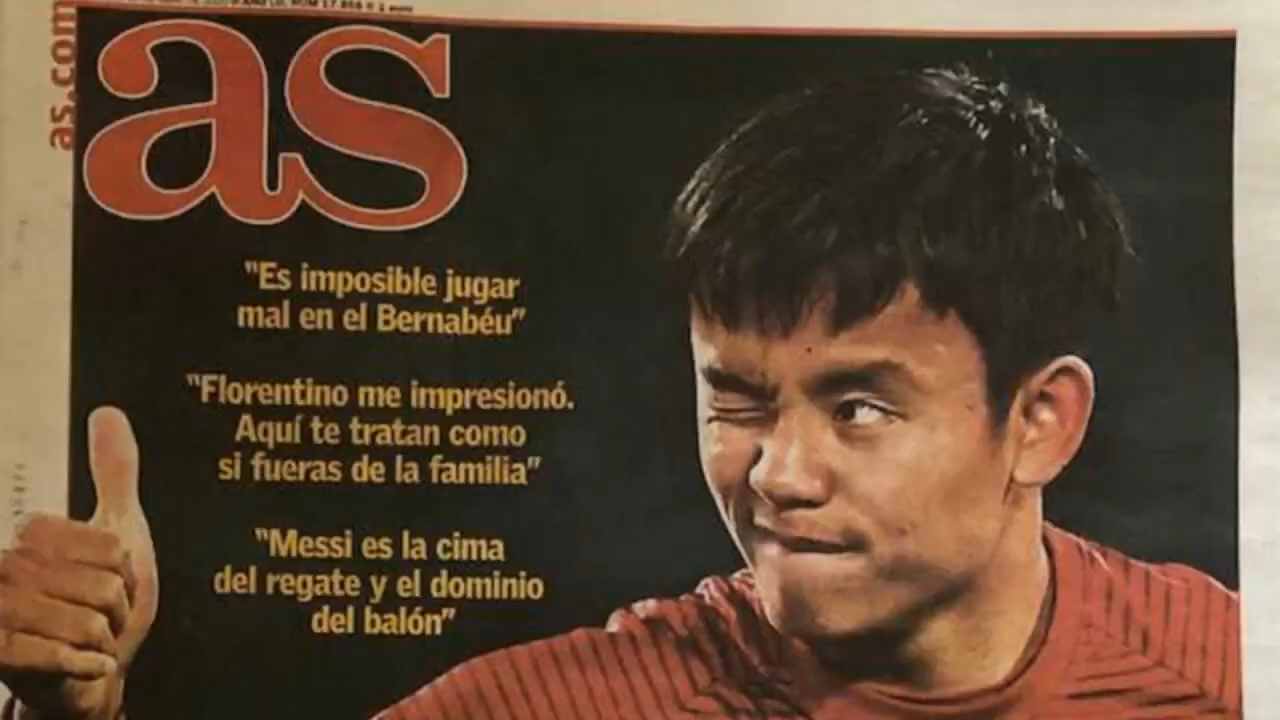 as.com
as
"Es imposible jugar
mal en el Bernabéu"
"Florentino me impresionó.
Aquí te tratan como
si fueras de la familia"
"Messi es la cima
del regate y el dominio
del balón"